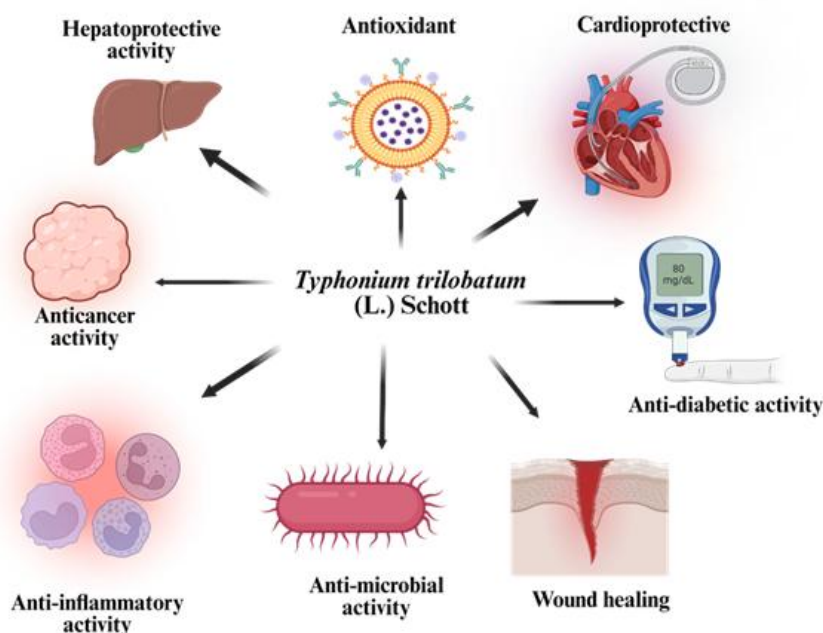 Hepatoprotective
activity
Antioxidant
Cardioprotective
80
mg/dL
Typhonium trilobatum
(L.) Schott
Anticancer
activity
Anti-diabetic activity
Anti-inflammatory
activity
Anti-microbial
activity
Wound healing